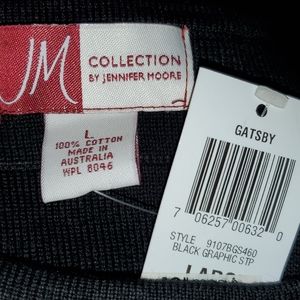 JM
COLLECTION
BY JENNIFER MOORE
L
100% COTTON
MADE IN
AUSTRALIA
WPL 8046
GATSBY
7 06257 00632 0
STYLE 9107BGS460
BLACK GRAPHIC STP